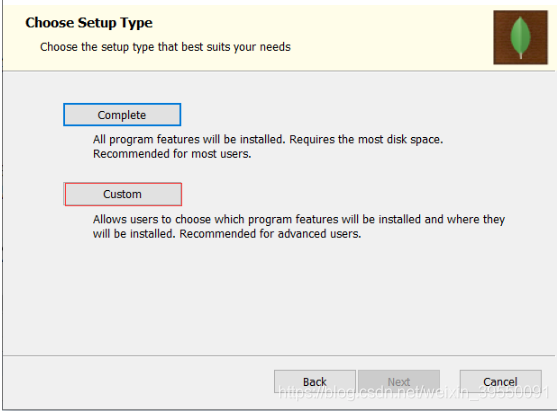 Choose Setup Type
Choose the setup type that best suits your needs
Complete
All program features will be installed. Requires the most disk space.
Recommended for most users.
Custom
Allows users to choose which program features will be installed and where they
will be installed. Recommended for advanced users.
Back
Next
Cancel
https://blog.csdn.net/weixin_39550091